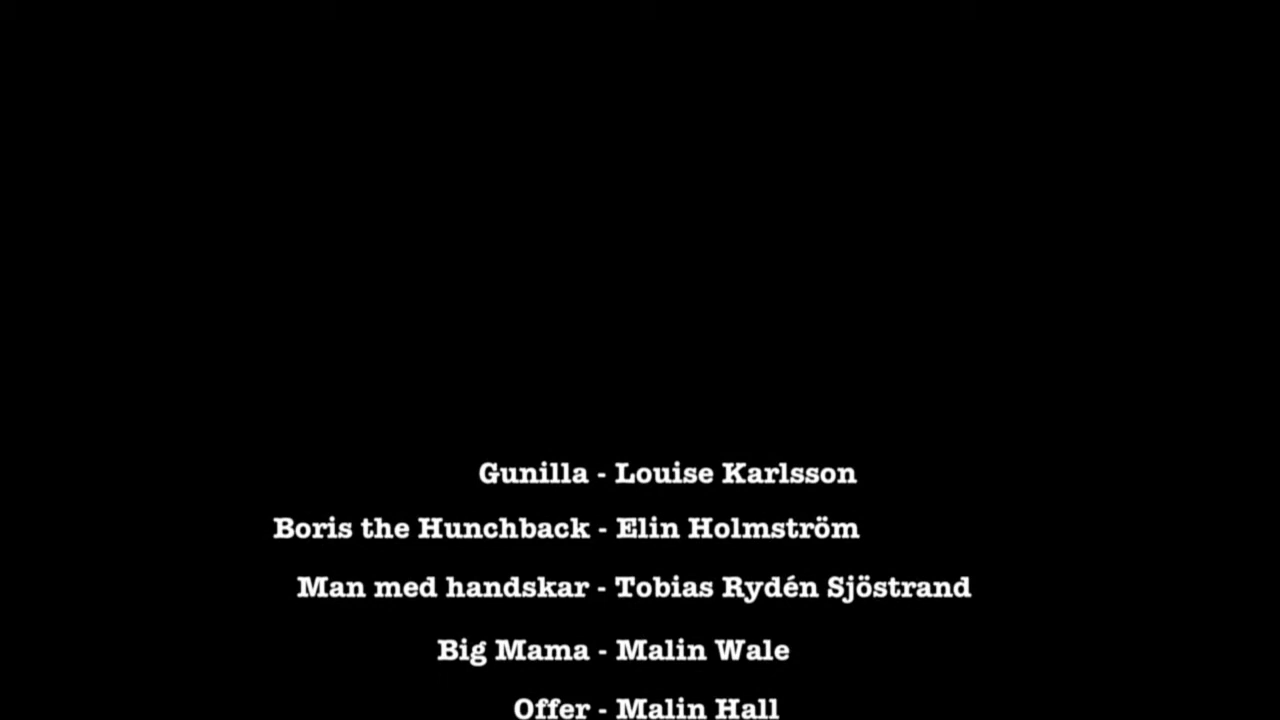 Gunilla - Louise Karlsson
Boris the Hunchback - Elin Holmström
Man med handskar - Tobias Rydén Sjöstrand
Big Mama - Malin Wale
Offer - Malin Hall